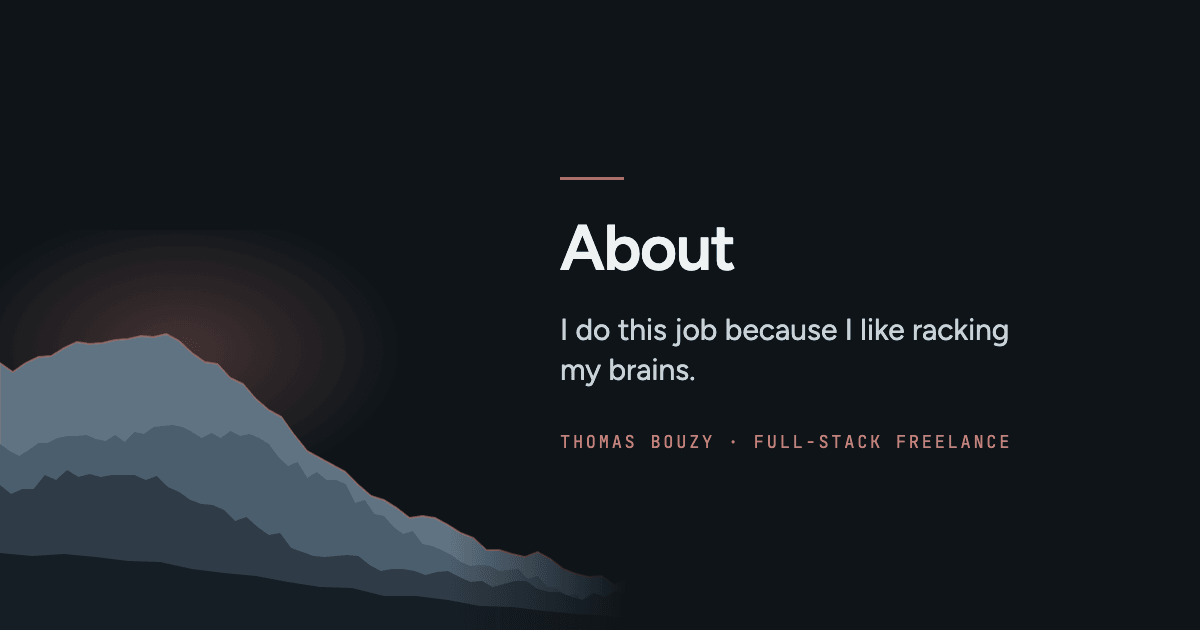 About
I do this job because I like racking
my brains.
THOMAS BOUZY · FULL-STACK FREELANCE